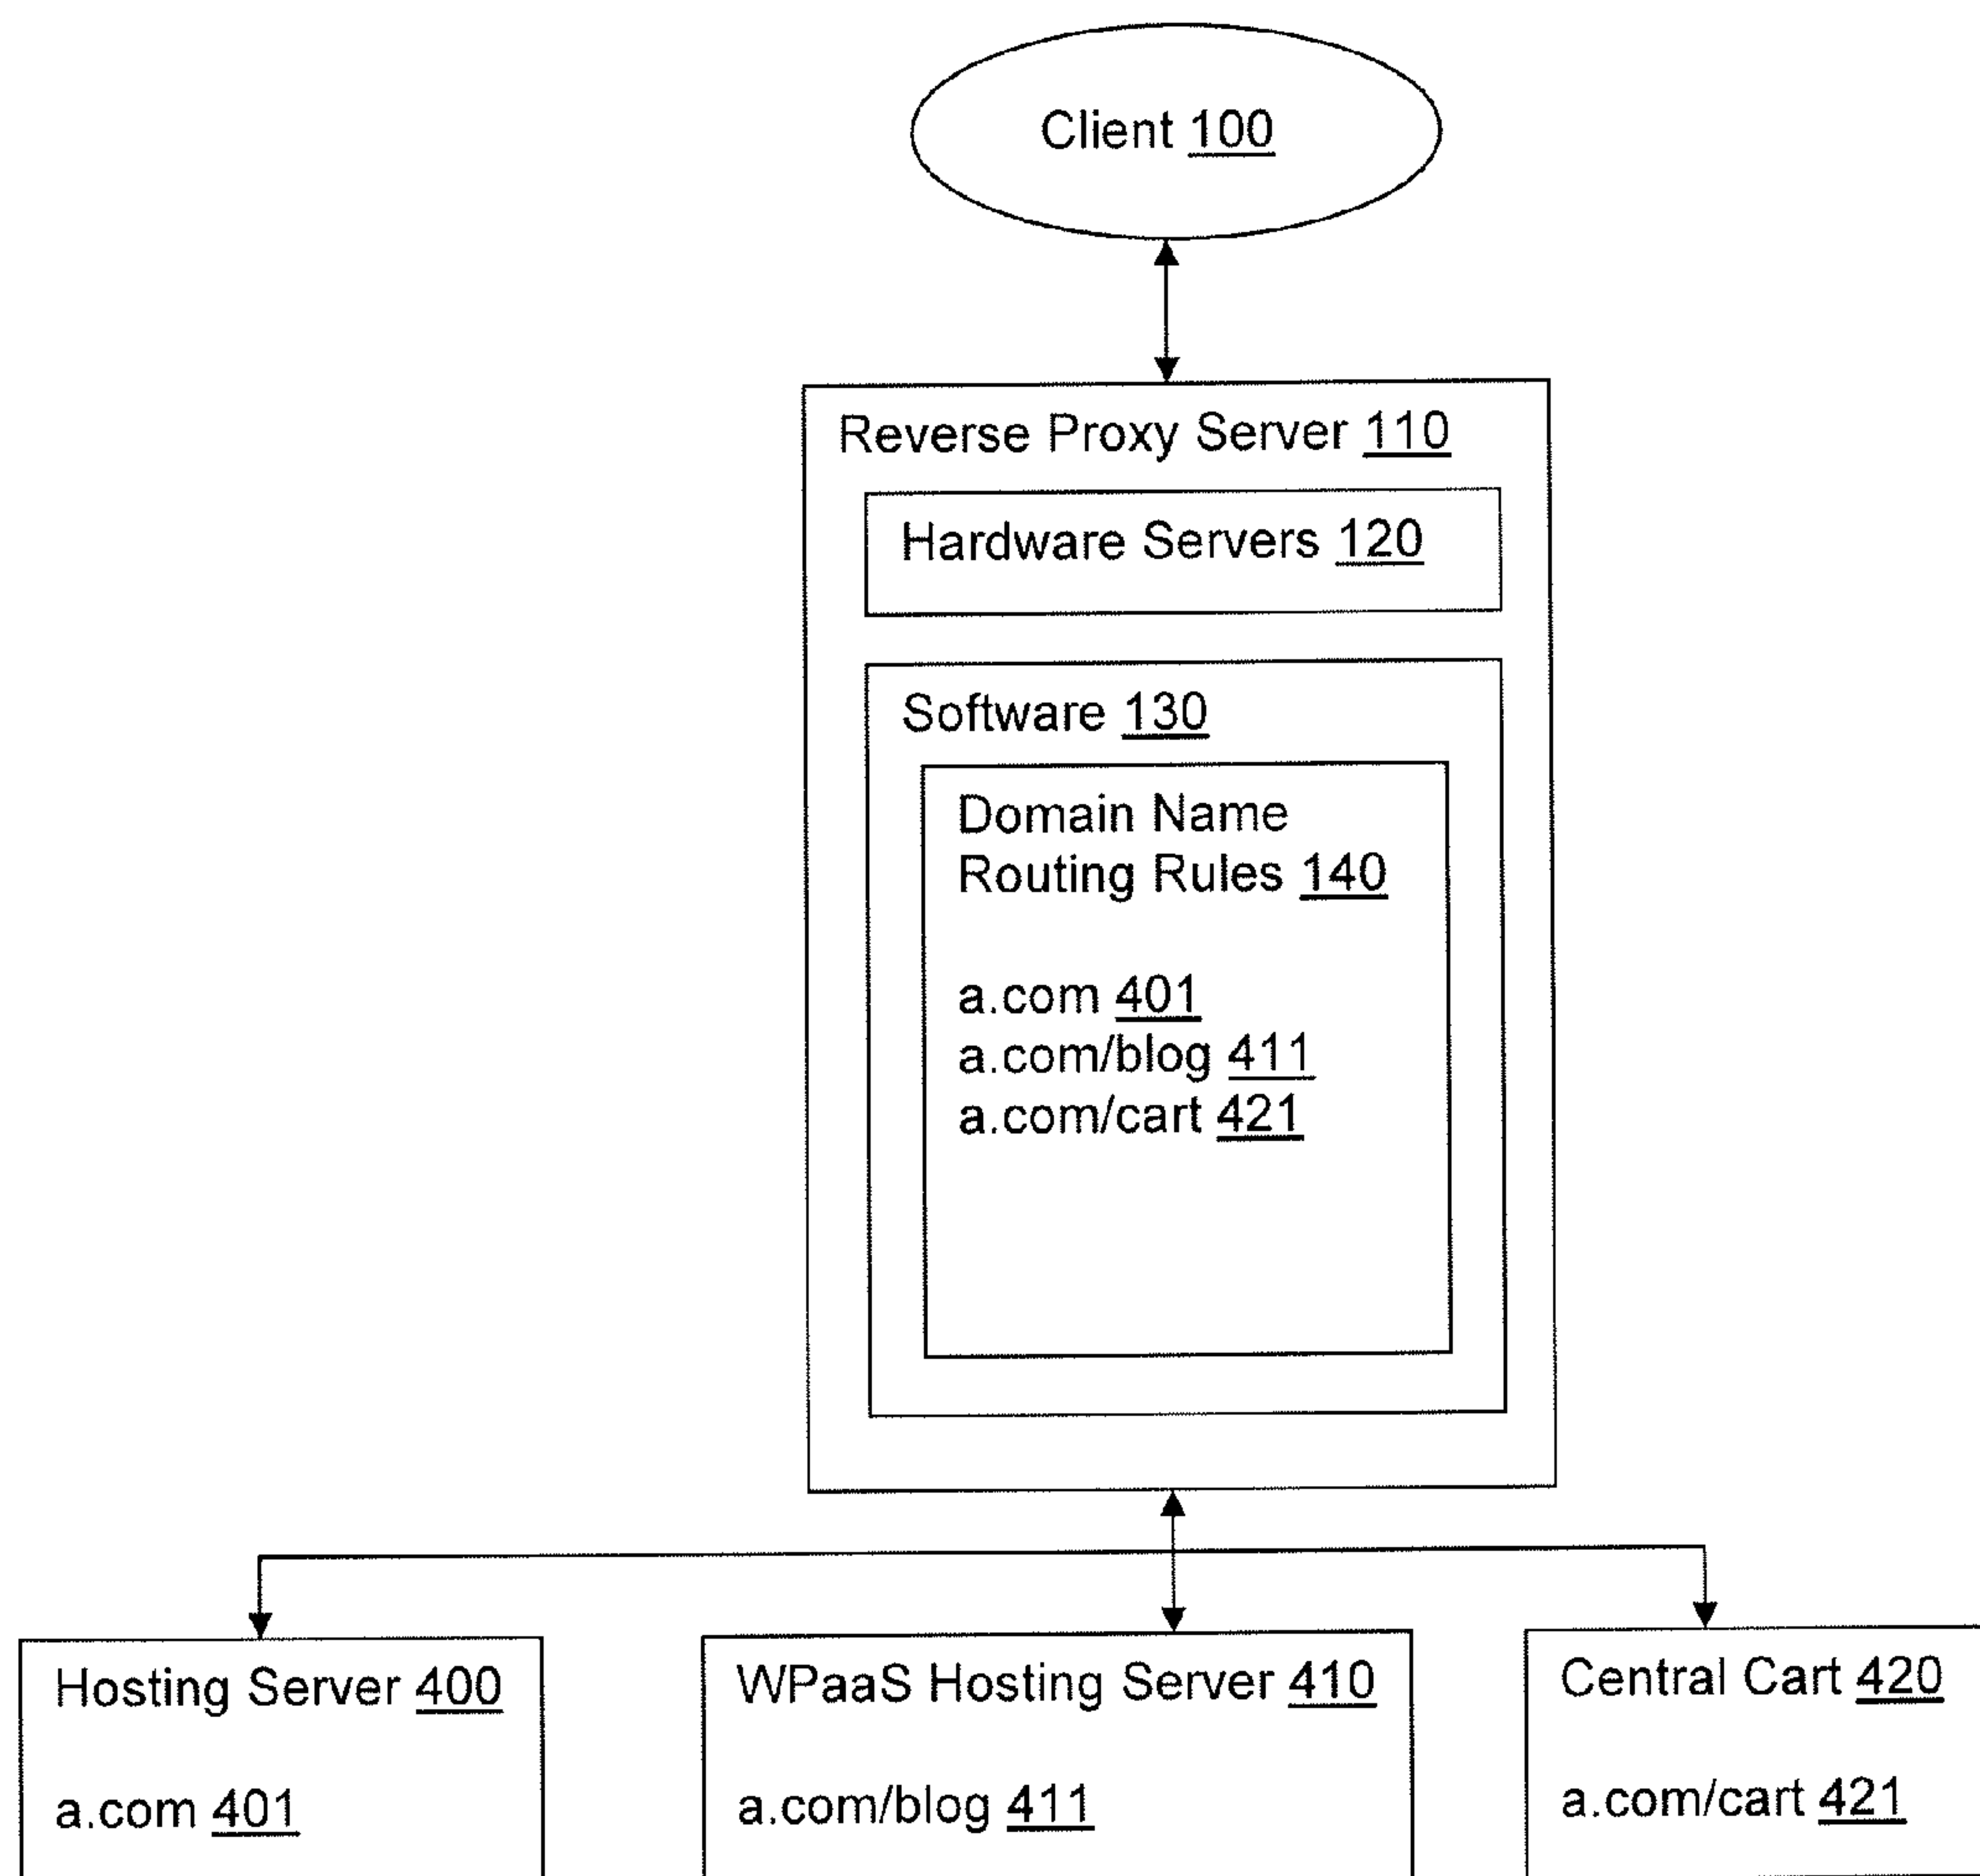 Client 100
Reverse Proxy Server 110
Hardware Servers 120
Software 130
Domain Name
Routing Rules 140
a.com 401
a.com/blog 411
a.com/cart 421
Hosting Server 400
a.com 401
WPaaS Hosting Server 410
a.com/blog 411
Central Cart 420
a.com/cart 421